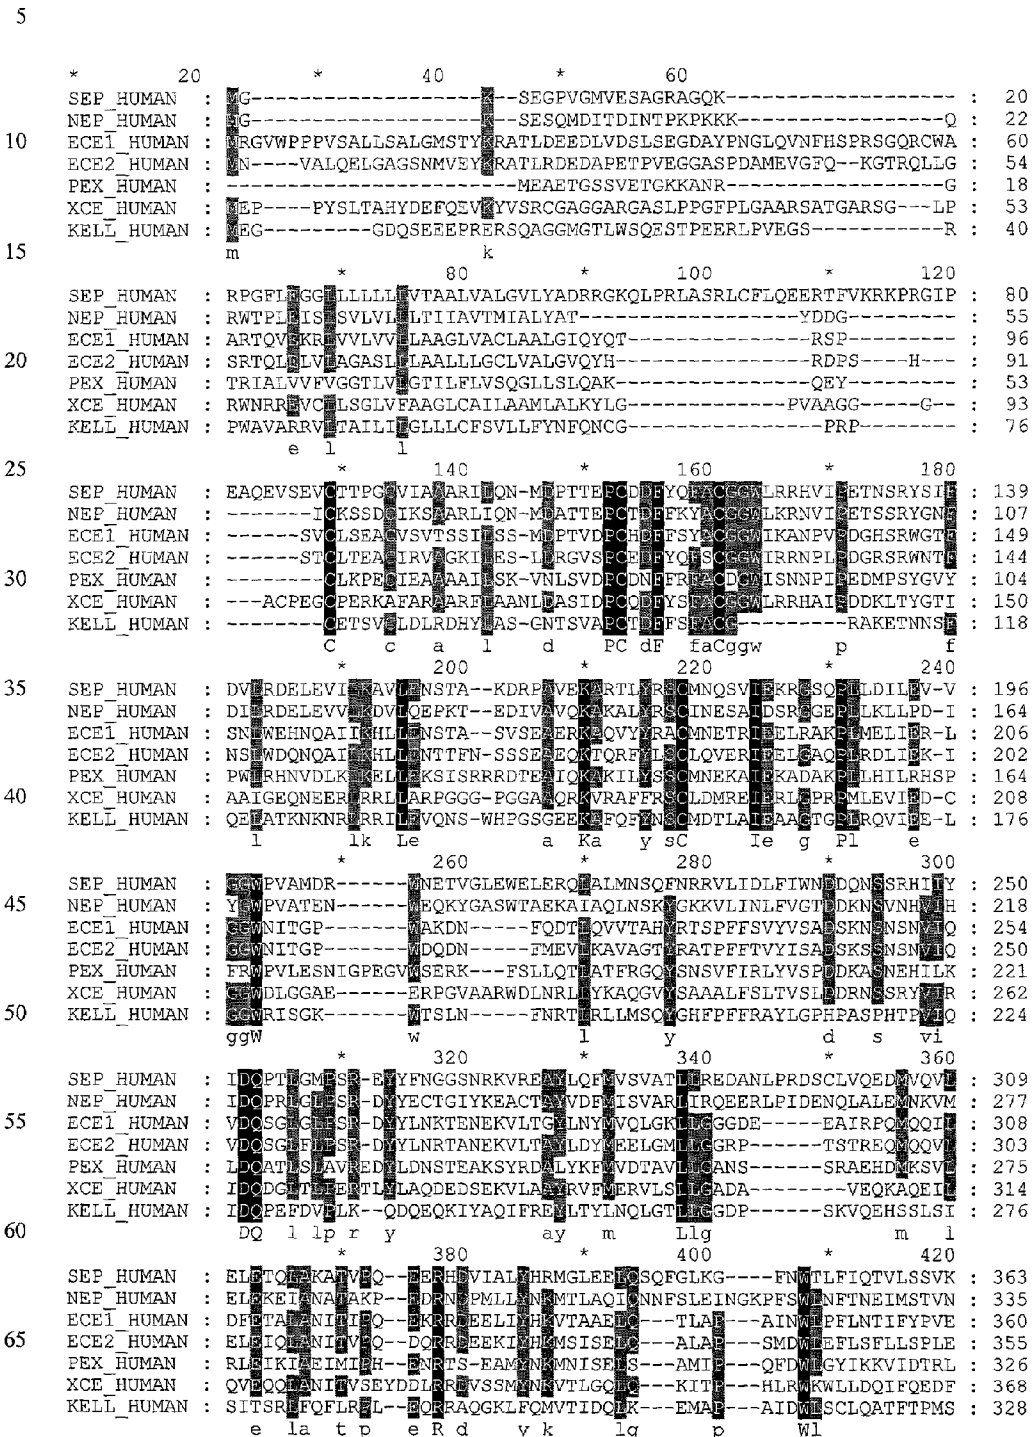 5
* 20 * 40 * 60
SEP_HUMAN : MG------------------K--SEGPVGMVESAGRAGQK------------------- : 20
NEP_HUMAN : MG------------------K--SESQMDITDINTPKPKKK-----------------Q : 22
10 ECE1_HUMAN : MRGVWPPPVSALLSALGMSTYKRATLDEEDLVDSLSEGDAYPNGLQVNFHSPRSGQRCWA : 60
ECE2_HUMAN : MN-----VALQELGAGSNMVEYKRATLRDEDAPETPVEGGASPDAMEVGFQ--KGTRQLLG : 54
PEX_HUMAN : ------------------------MEAETGSSVETGKKANR------------------G : 18
XCE_HUMAN : MEP----PYSLTAHYDEFQEVKYVSRCGAGGARGASLPPGFPLGAARSATGARSG---LP : 53
KELL_HUMAN : MEG---------GDQSEEEPRERSQAGGMGTLWSQESTPEERLPVEGS-----------R : 40
15 m k
* 80 * 100 * 120
SEP_HUMAN : RPGFLEGGLLLLLLLVTAALVALGVLYADRRGKQLPRLASRLCFLQEERTFVKRKPRGIP : 80
NEP_HUMAN : RWTPLEISLSVLVLLLTIIAVTMIALYAT-------------------YDDG-------- : 55
ECE1_HUMAN : ARTQVEKRLVVLVVLLAAGLVACLAALGIQYQT----------------RSP-------- : 96
20 ECE2_HUMAN : SRTQLELVLAGASLLLAALLLGCLVALGVQYH-----------------RDPS----H-- : 91
PEX_HUMAN : TRIALVVFVGGTLVLGTILFLVSQGLLSLQAK-----------------QEY-------- : 53
XCE_HUMAN : RWNRREVCLLSGLVFAAGLCAILAAMLALKYLG--------------PVAAGG----G-- : 93
KELL_HUMAN : PWAVARRVLTAILILGLLLCFSVLLFYNFQNCG-----------------PRP------- : 76
e l l
25 * 140 * 160 * 180
SEP_HUMAN : EAQEVSEVCTTPGCVIAAARILQN-MDPTTEPCDDFYQFACGGWLRRHVIPETNSRYSIF : 139
NEP_HUMAN : -------ICKSSDCIKSAARLIQN-MDATTEPCTDFFKYACGGWLKRNVIPETSSRYGNF : 107
ECE1_HUMAN : ------SVCLSEACVSVTSSILSS-MDPTVDPCHDFFSYACGGWIKANPVPDGHSRWGTF : 149
ECE2_HUMAN : ------STCLTEACIRVAGKILES-LDRGVSPCEDFYQFSCGGWIRRNPLPDGRSRWNTF : 144
30 PEX_HUMAN : --------CLKPECIEAAAAILSK-VNLSVDPCDNFFRFACDGWISNNPIPEDMPSYGVY : 104
XCE_HUMAN : ---ACPEGCPERKAFARAARFLAANLDASIDPCQDFYSFACGGWLRRHAIPDDKLTYGTI : 150
KELL_HUMAN : --------CETSVCLDLRDHYLAS-GNTSVAPCTDFFSFACG---------RAKETNNSF : 118
C c a l d PC dF faCggw p f
* 200 * 220 * 240
35 SEP_HUMAN : DVLRDELEVILKAVLENSTA--KDRPAVEKARTLYRSCMNQSVIEKRGSQPLLDILEV-V : 196
NEP_HUMAN : DILRDELEVVLKDVLQEPKT--EDIVAVQKAKALYRSCINESAIDSRGGEPLLKLLPD-I : 164
ECE1_HUMAN : SNLWEHNQAIIKHLLENSTA--SVSEAERKAQVYYRACMNETRIEELRAKPLMELIER-L : 206
ECE2_HUMAN : NSLWDQNQAILKHLLENTTFN-SSSEAEQKTQRFYLSCLQVERIEELGAQPLRDLIEK-I : 202
PEX_HUMAN : PWLRHNVDLKLKELLEKSISRRRDTEAIQKAKILYSSCMNEKAIEKADAKPLLHILRHSP : 164
40 XCE_HUMAN : AAIGEQNEERLRRLLARPGGG-PGGAAQRKVRAFFRSCLDMREIERLGPRPMLEVIED-C : 208
KELL_HUMAN : QELATKNKNRLRRILEVQNS-WHPGSGEEKAFQFYNSCMDTLAIEAAGTGPLRQVIEE-L : 176
l lk Le a Ka y sC Ie g Pl e
* 260 * 280 * 300
SEP_HUMAN : GGWPVAMDR------WNETVGLEWELERQLALMNSQFNRRVLIDLFIWNDDQNSSRHIIY : 250
45 NEP_HUMAN : YGWPVATEN------WEQKYGASWTAEKAIAQLNSKYGKKVLINLFVGTDDKNSVNHVIH : 218
ECE1_HUMAN : GGWNITGP-------WAKDN---FQDTLQVVTAHYRTSPFFSVYVSADSKNSNSNVIQ : 254
ECE2_HUMAN : GGWNITGP-------WDQDN---FMEVLKAVAGTYRATPFFTVYISADSKSSNSNVIQ : 250
PEX_HUMAN : FRWPVLESNIGPEGVWSERK---FSLLQTLATFRGQYSNSVFIRLYVSPDDKASNEHILK : 221
XCE_HUMAN : GGWDLGGAE------ERPGVAARWDLNRLLYKAQGVYSAAALFSLTVSLDDRNSSRYVIR : 262
50 KELL_HUMAN : GGWRISGK-------WTSLN---FNRTLRLLMSQYGHFPFFRAYLGPHPASPHTPVIQ : 224
ggW w l y d s vi
* 320 * 340 * 360
SEP_HUMAN : IDQPTLGMPSR-EYYFNGGSNRKVREAYLQFMVSVATLLREDANLPRDSCLVQEDMVQVL : 309
NEP_HUMAN : IDQPRLGLPSR-DYYECTGIYKEACTAYVDFMISVARLIRQEERLPIDENQLALEMNKVM : 277
55 ECE1_HUMAN : VDQSGLGLPSR-DYYLNKTENEKVLTGYLNYMVQLGKLLGGGDE------EAIRPQMQQIL : 308
ECE2_HUMAN : VDQSGLFLPSR-DYYLNRTANEKVLTAYLDYMEELGMLLGGRP-------TSTREQMQQVL : 303
PEX_HUMAN : LDQATLSLAVREDYLDNSTEAKSYRDALYKFMVDTAVLLGANS------SRAEHDMKSVL : 275
XCE_HUMAN : IDQDGLTLPERTLYLAQDEDSEKVLAAYRVFMERVLSLLGADA-------VEQKAQEIL : 314
KELL_HUMAN : IDQPEFDVPLK--QDQEQKIYAQIFREYLTYLNQLGTLLGGDP------SKVQEHSSLSI : 276
60 DQ l lp r y ay m Llg m l
* 380 * 400 * 420
SEP_HUMAN : ELETQLAKATVPQ--EERHDVIALYHRMGLEELQSQFGLKG----FNWTLFIQTVLSSVK : 363
NEP_HUMAN : ELEKEIANATAKP--EDRNDPMLLYNKMTLAQIQNNFSLEINGKPFSWLNFTNEIMSTVN : 335
ECE1_HUMAN : DFETALANITIPQ--EKRRDEELIYHKVTAAELQ---TLAP----AINWLPFLNTIFYPVE : 360
65 ECE2_HUMAN : ELEIQLANITVPQ--DQRRDEEKIYHKMSISELQ---ALAP----SMDWLEFLSFLLSPLE : 355
PEX_HUMAN : RLEIKIAEIMIPH--ENRTS-EAMYNKMNISELS---AMIP----QFDWLGYIKKVIDTRL : 326
XCE_HUMAN : QVEQQLANITVSEYDDLRRDVSSMYNKVTLGQLQ---KITP----HLRWKWLLDQIFQEDF : 368
KELL_HUMAN : SITSRLFQFLRPL--EQRRAQGKLFQMVTIDQLK---EMAP----AIDWLSCLQATFTPMS : 328
e la t p e R d y k lq p Wl